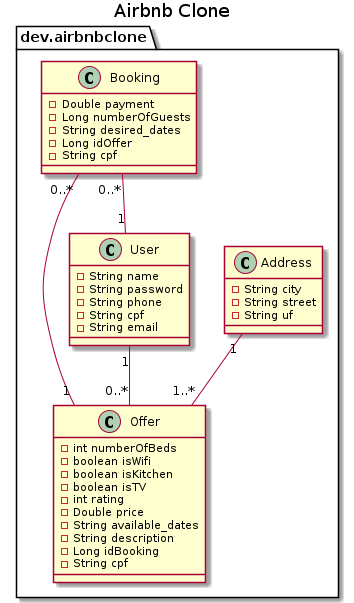 Airbnb Clone
dev.airbnbclone
C Booking
Double payment
Long numberOfGuests
String desired_dates
Long idOffer
String cpf
0..* 0..*
1
C User
String name
String password
String phone
String cpf
String email
C Address
String city
String street
String uf
1 1
1 0..* 1..*
C Offer
int numberOfBeds
boolean isWifi
boolean isKitchen
boolean isTV
int rating
Double price
String available_dates
String description
Long idBooking
String cpf